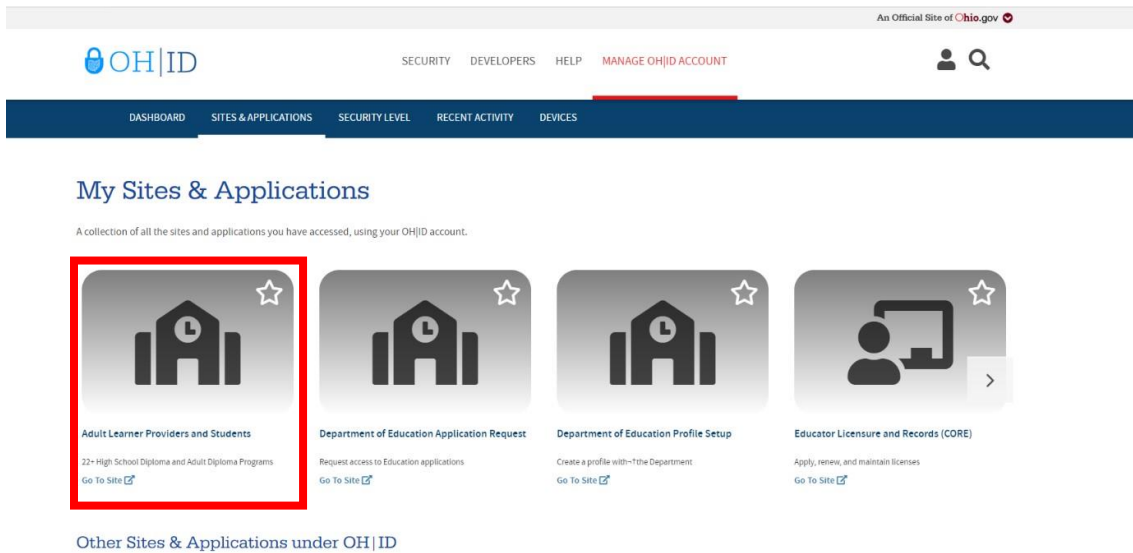 An Official Site of Ohio.gov
OH|ID
SECURITY DEVELOPERS HELP MANAGE OH|ID ACCOUNT
DASHBOARD SITES & APPLICATIONS SECURITY LEVEL RECENT ACTIVITY DEVICES
My Sites & Applications
A collection of all the sites and applications you have accessed, using your OH|ID account.
Adult Learner Providers and Students
22+ High School Diploma and Adult Diploma Programs
Go To Site
Department of Education Application Request
Request access to Education applications
Go To Site
Department of Education Profile Setup
Create a profile with¬†the Department
Go To Site
Educator Licensure and Records (CORE)
Apply, renew, and maintain licenses
Go To Site
Other Sites & Applications under OH|ID